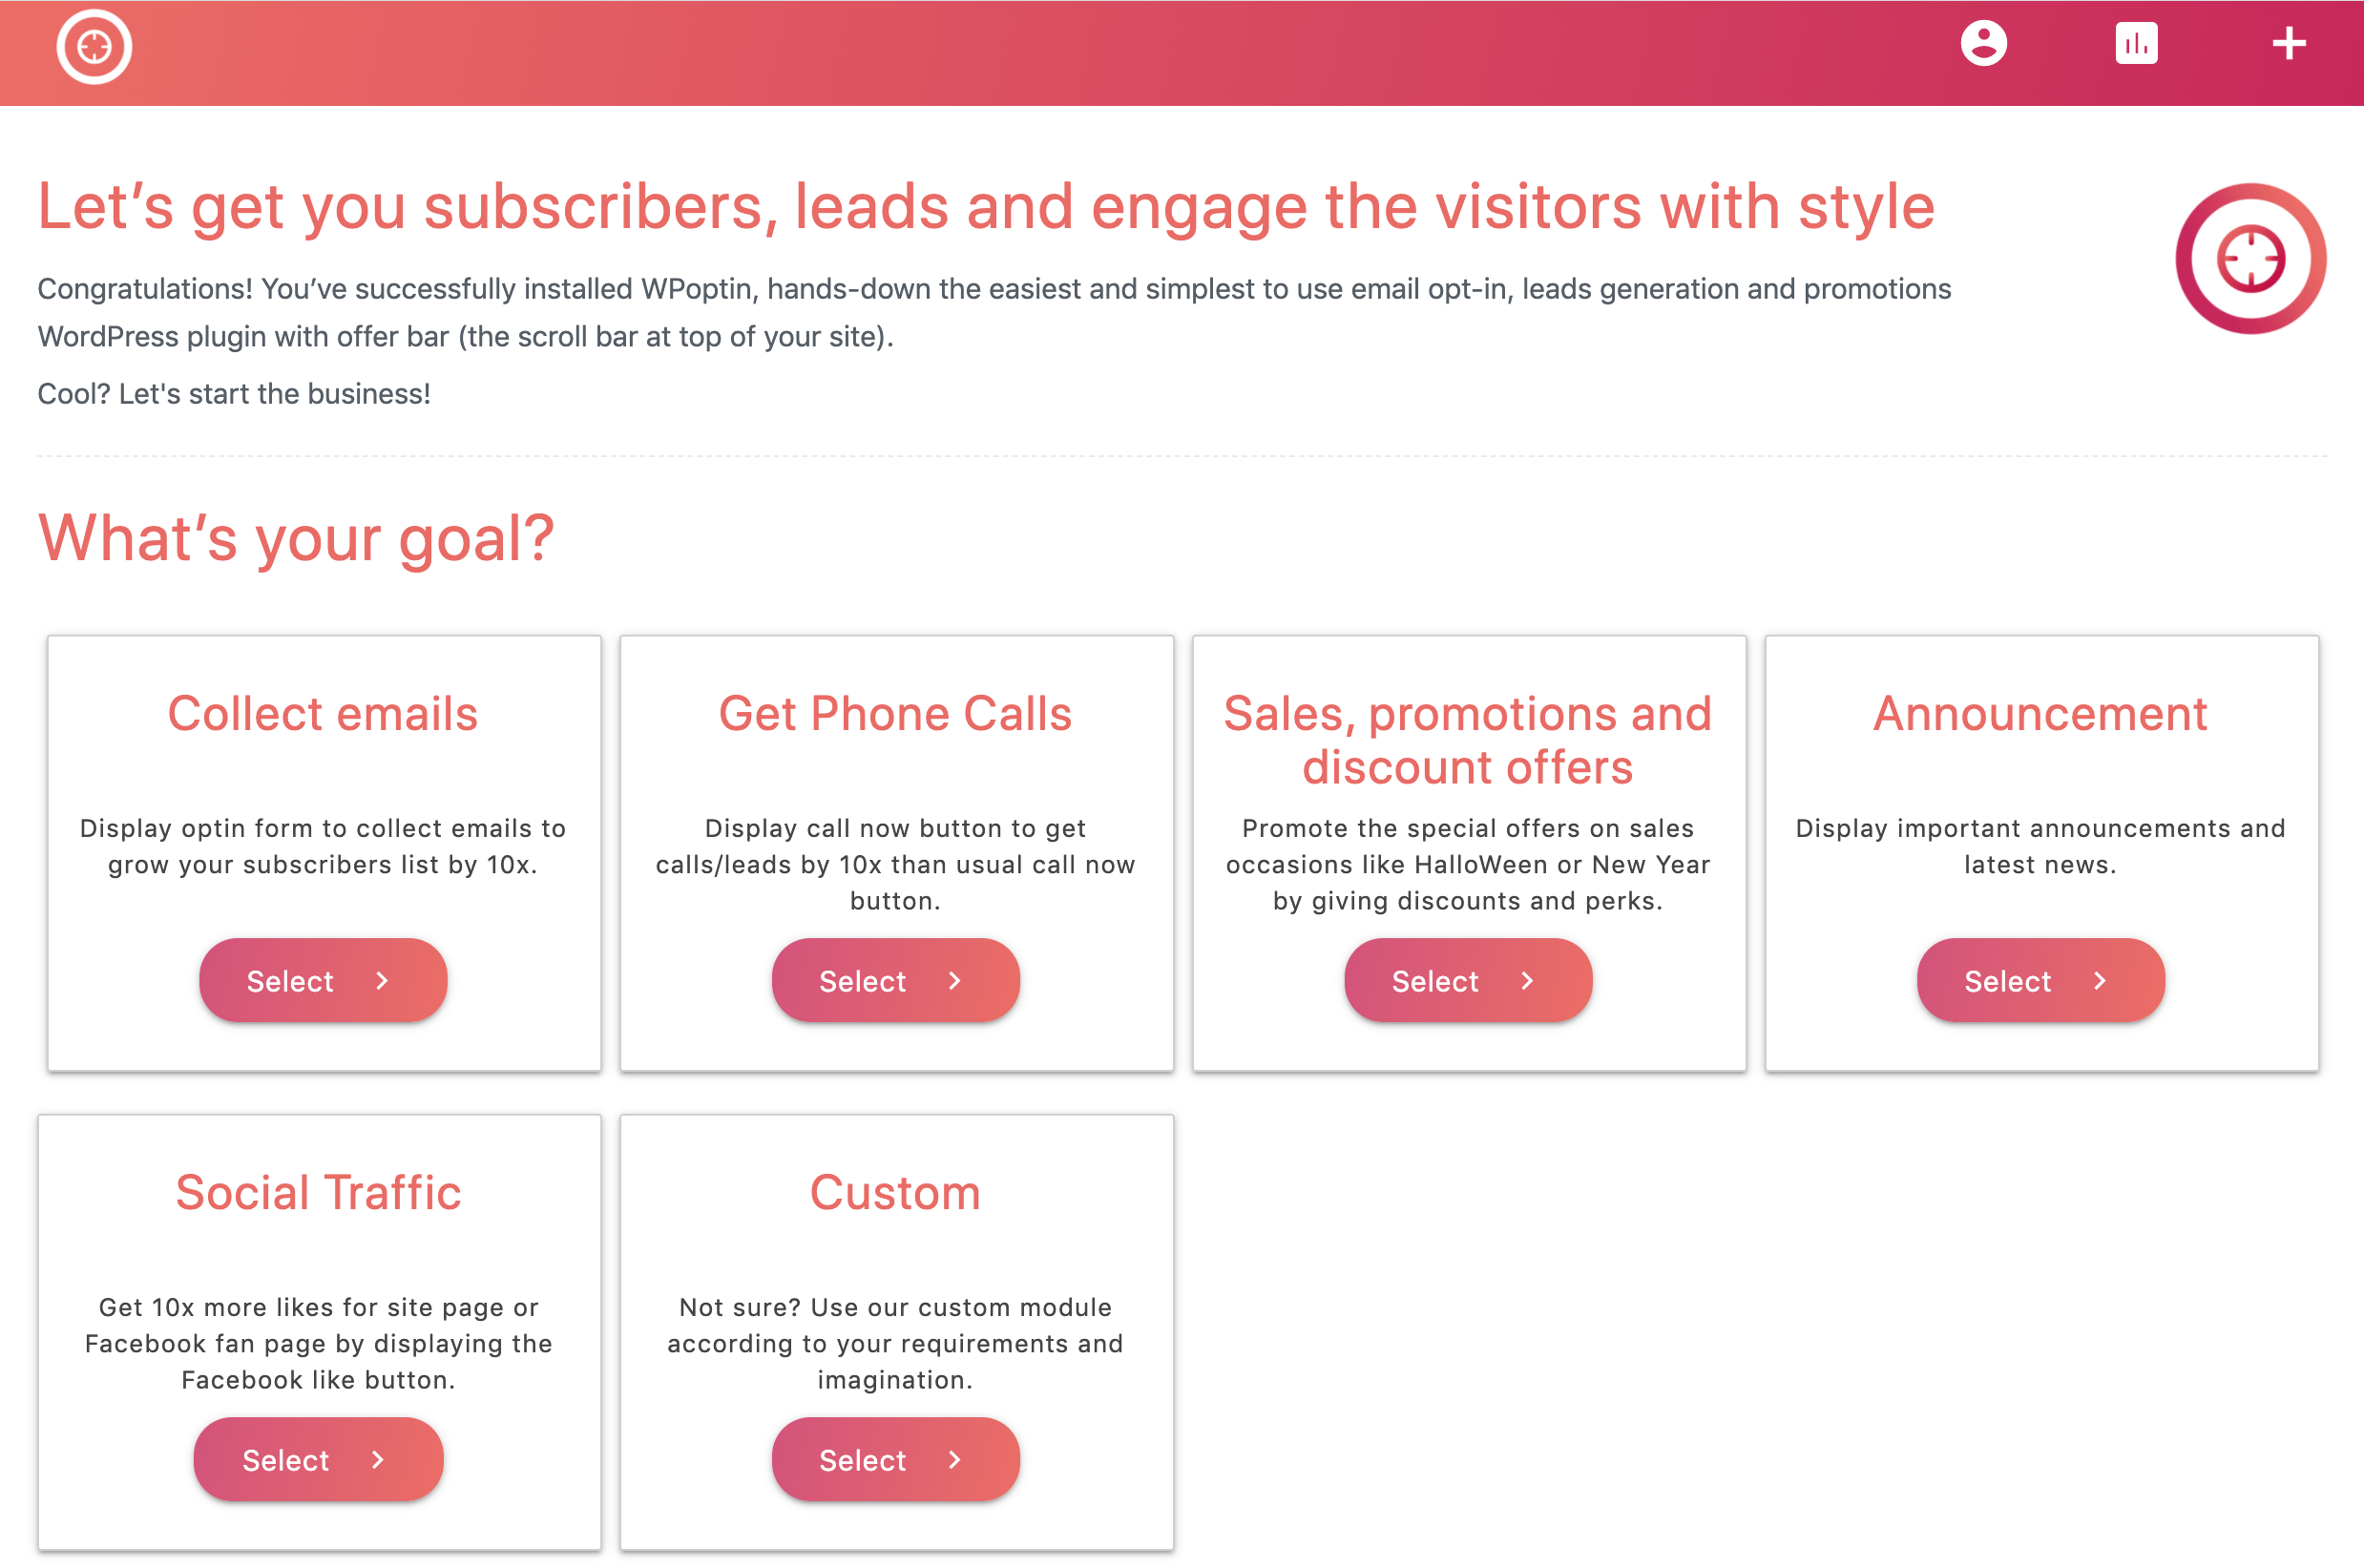 Let’s get you subscribers, leads and engage the visitors with style
Congratulations! You’ve successfully installed WPoptin, hands-down the easiest and simplest to use email opt-in, leads generation and promotions
WordPress plugin with offer bar (the scroll bar at top of your site).
Cool? Let's start the business!
What’s your goal?
Collect emails
Display optin form to collect emails to
grow your subscribers list by 10x.
Select
Get Phone Calls
Display call now button to get
calls/leads by 10x than usual call now
button.
Select
Sales, promotions and
discount offers
Promote the special offers on sales
occasions like HalloWeen or New Year
by giving discounts and perks.
Select
Announcement
Display important announcements and
latest news.
Select
Social Traffic
Get 10x more likes for site page or
Facebook fan page by displaying the
Facebook like button.
Select
Custom
Not sure? Use our custom module
according to your requirements and
imagination.
Select